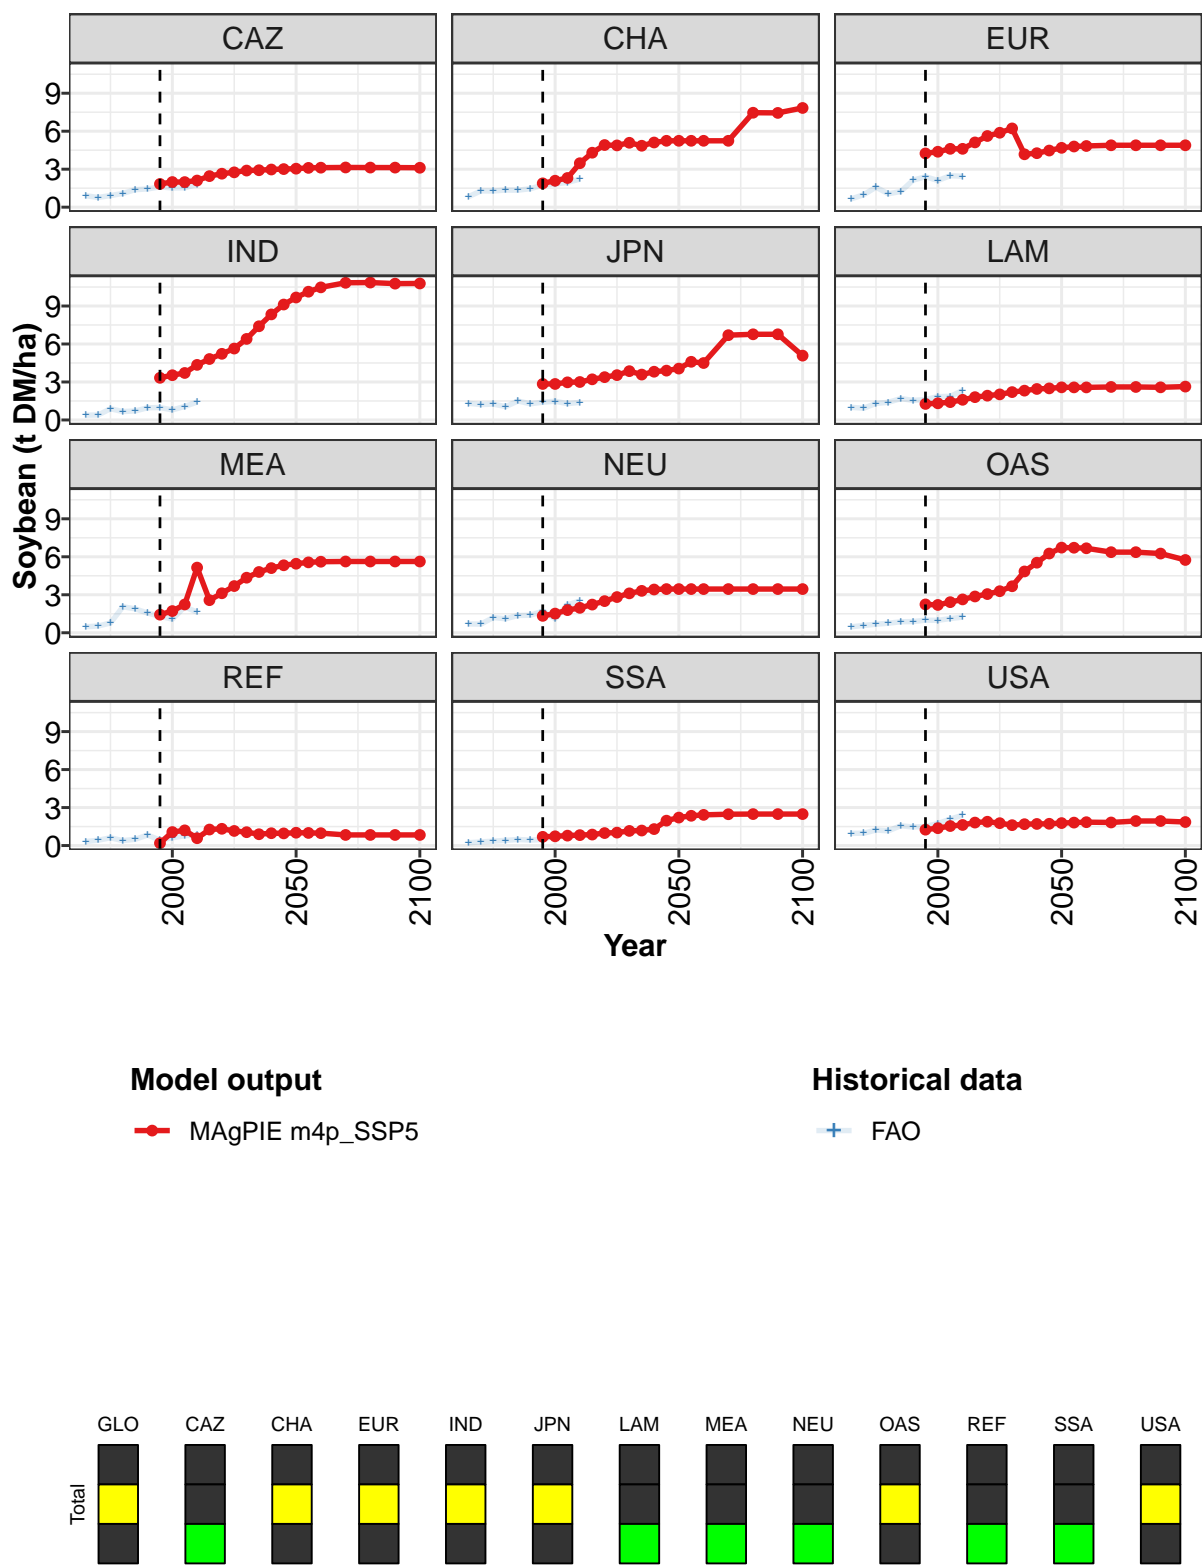 CAZ CHA EUR
9
6
3
0
IND JPN LAM
9
6
3
0
MEA NEU OAS
9
6
3
0
REF SSA USA
9
6
3
0
Soybean (t DM/ha)
2000 2050 2100 2000 2050 2100 2000 2050 2100
Year
Model output Historical data
MAgPIE m4p_SSP5 FAO
GLO CAZ CHA EUR IND JPN LAM MEA NEU OAS REF SSA USA
Total